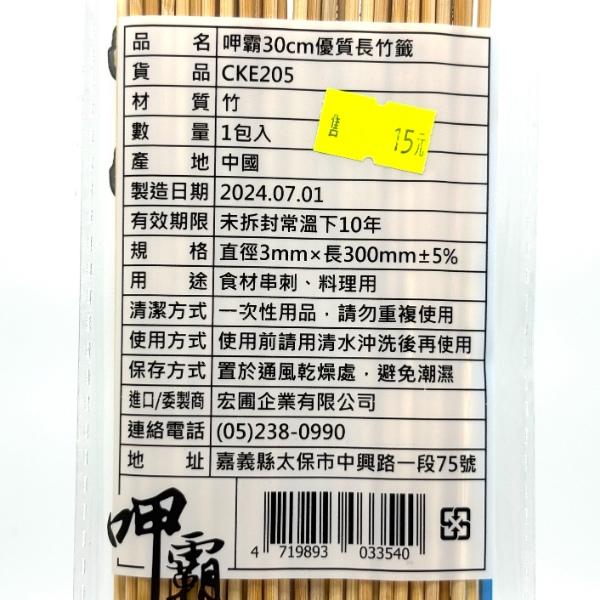 品名 呷霸30cm優質長竹籤
貨品 CKE205
材質 竹
數量 1包入
售 15元
產地 中國
製造日期 2024.07.01
有效期限 未拆封常溫下10年
規格 直徑3mm×長300mm±5%
用途 食材串刺、料理用
清潔方式 一次性用品，請勿重複使用
使用方式 使用前請用清水沖洗後再使用
保存方式 置於通風乾燥處，避免潮濕
進口/委製商 宏圃企業有限公司
連絡電話 (05)238-0990
地址 嘉義縣太保市中興路一段75號
呷霸
4 719893 033540